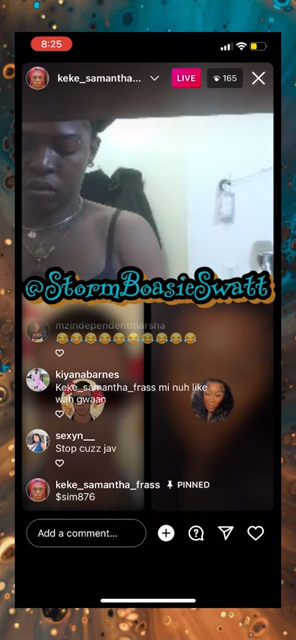 8:25
keke_samantha...
LIVE
165
@StormBoasieSwatt
mzindependentmarsha
kiyanabarnes
Keke_samantha_frass mi nuh like
wah gwaan
sexyn__
Stop cuzz jav
keke_samantha_frass PINNED
$sim876
Add a comment...